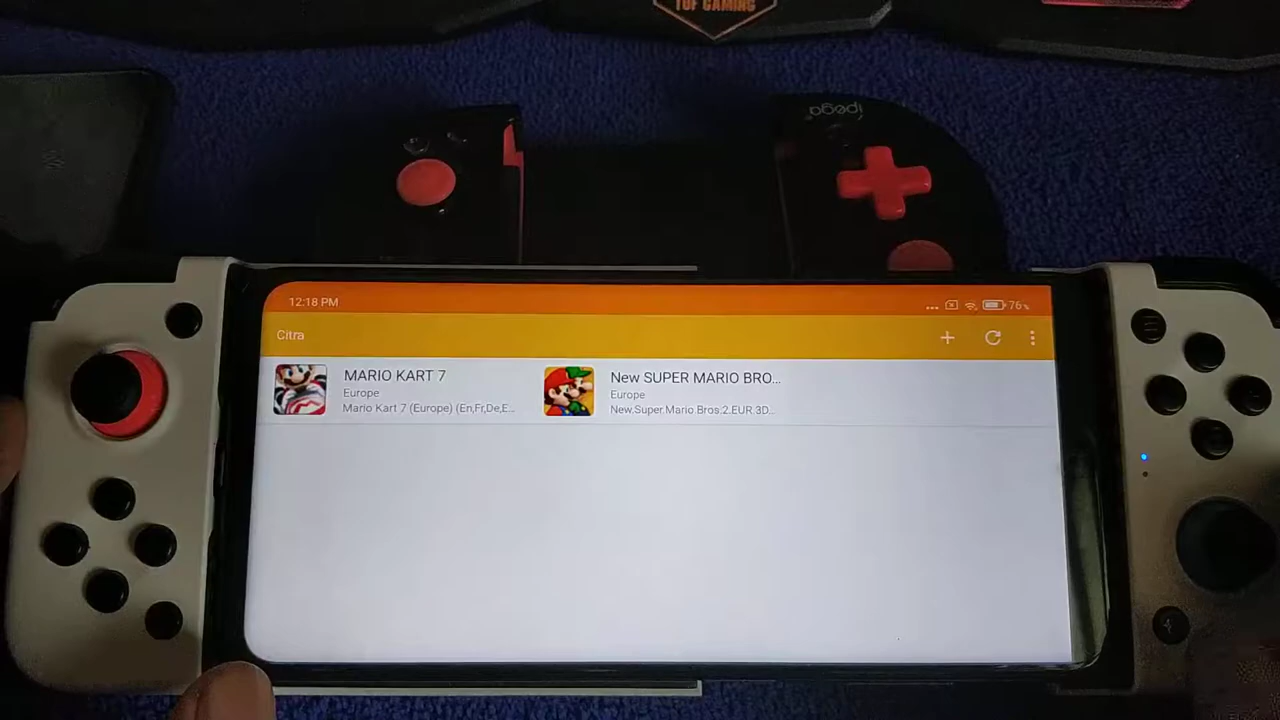 TUF GAMING
ipega
12:18 PM
76%
Citra
MARIO KART 7
Europe
Mario Kart 7 (Europe) (En,Fr,De,E...
New SUPER MARIO BRO...
Europe
New.Super.Mario.Bros.2.EUR.3D...